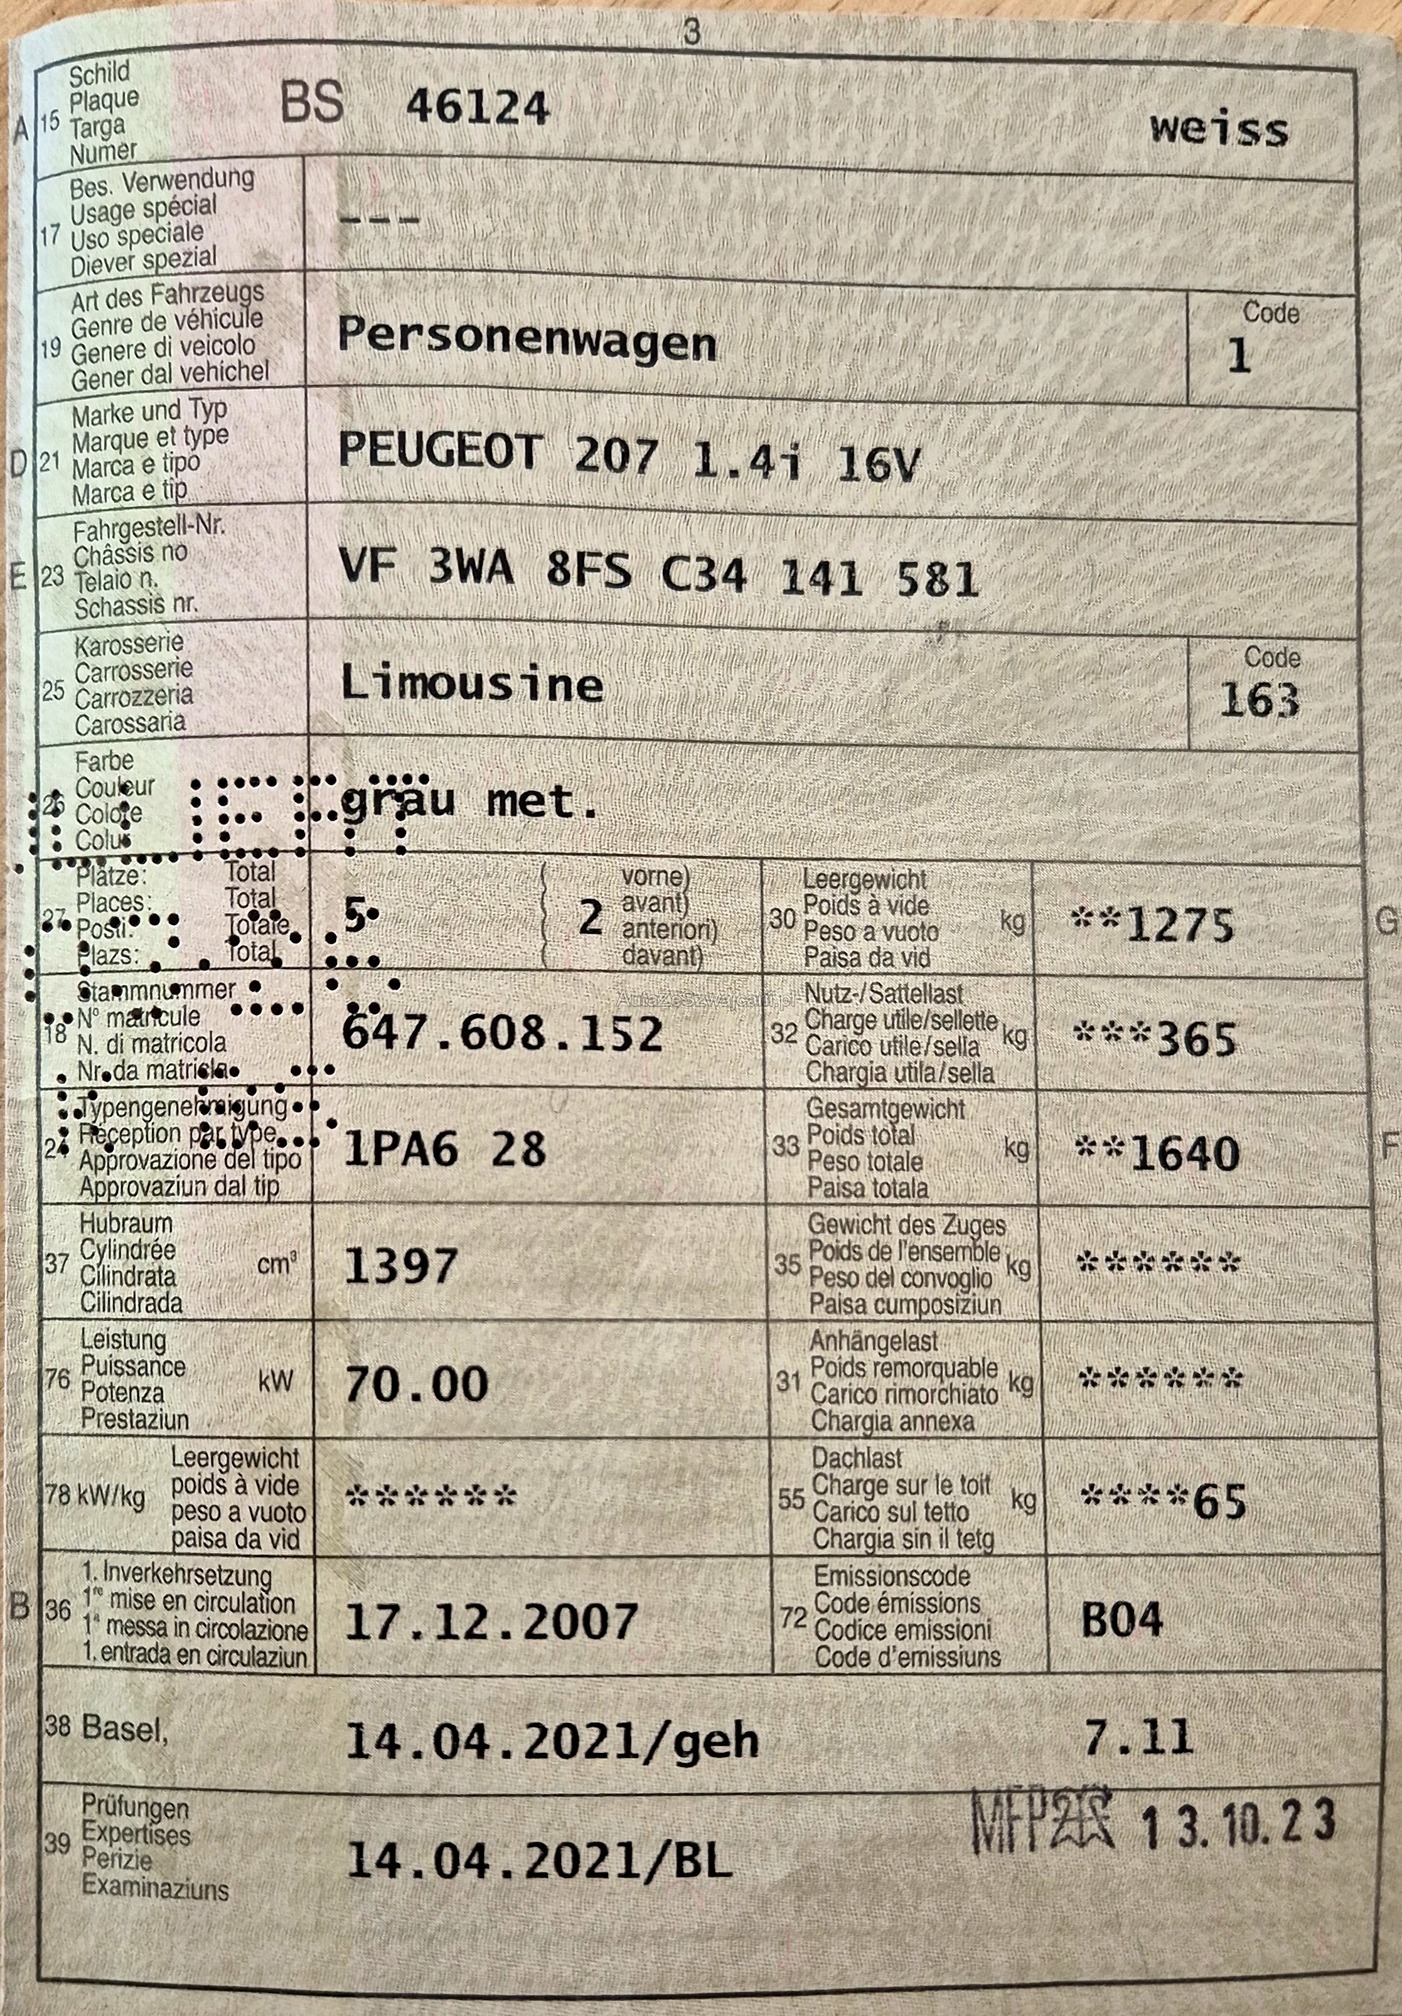 3
A 15 Schild
Plaque
Targa
Numer
BS 46124 weiss
17 Bes. Verwendung
Usage spécial
Uso speciale
Diever spezial
---
19 Art des Fahrzeugs
Genre de véhicule
Genere di veicolo
Gener dal vehichel
Personenwagen
Code
1
D 21 Marke und Typ
Marque et type
Marca e tipo
Marca e tip
PEUGEOT 207 1.4i 16V
E 23 Fahrgestell-Nr.
Châssis no
Telaio n.
Schassis nr.
VF 3WA 8FS C34 141 581
25 Karosserie
Carrosserie
Carrozzeria
Carossaria
Limousine
Code
163
26 Farbe
Couleur
Colore
Colur
grau met.
27 Plätze: Total
Places: Total
Posti: Totale
Plazs: Total
5
2
vorne)
avant)
anteriori)
davant)
30 Leergewicht
Poids à vide
Peso a vuoto
Paisa da vid
kg
**1275
G
18 Stammnummer
N° matricule
N. di matricola
Nr. da matricla
647.608.152
32 Nutz-/Sattellast
Charge utile/sellette
Carico utile/sella
Chargia utila/sella
kg
***365
24 Typengenehmigung
Réception par type
Approvazione del tipo
Approvaziun dal tip
1PA6 28
33 Gesamtgewicht
Poids total
Peso totale
Paisa totala
kg
**1640
F
37 Hubraum
Cylindrée
Cilindrata
Cilindrada
cm³
1397
35 Gewicht des Zuges
Poids de l'ensemble
Peso del convoglio
Paisa cumposiziun
kg
******
76 Leistung
Puissance
Potenza
Prestaziun
kW
70.00
31 Anhängelast
Poids remorquable
Carico rimorchiato
Chargia annexa
kg
******
78 kW/kg
Leergewicht
poids à vide
peso a vuoto
paisa da vid
******
55 Dachlast
Charge sur le toit
Carico sul tetto
Chargia sin il tetg
kg
****65
B 36 1. Inverkehrsetzung
1re mise en circulation
1a messa in circolazione
1. entrada en circulaziun
17.12.2007
72 Emissionscode
Code émissions
Codice emissioni
Code d'emissiuns
B04
38 Basel,
14.04.2021/geh 7.11
39 Prüfungen
Expertises
Perizie
Examinaziuns
14.04.2021/BL
13.10.23